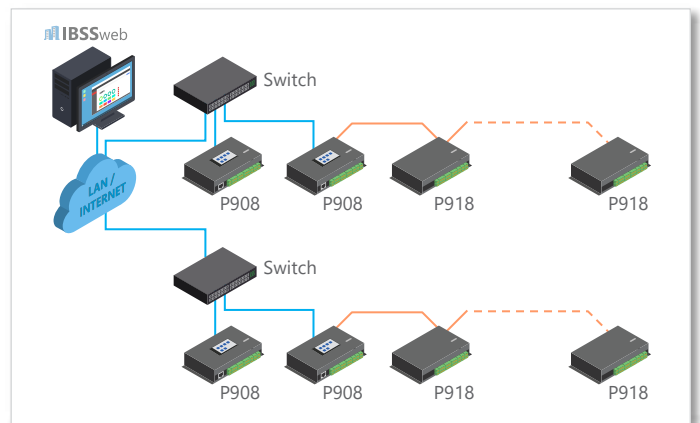 IBSSweb
Switch
P908
P908
P918
P918
LAN /
INTERNET
Switch
P908
P908
P918
P918